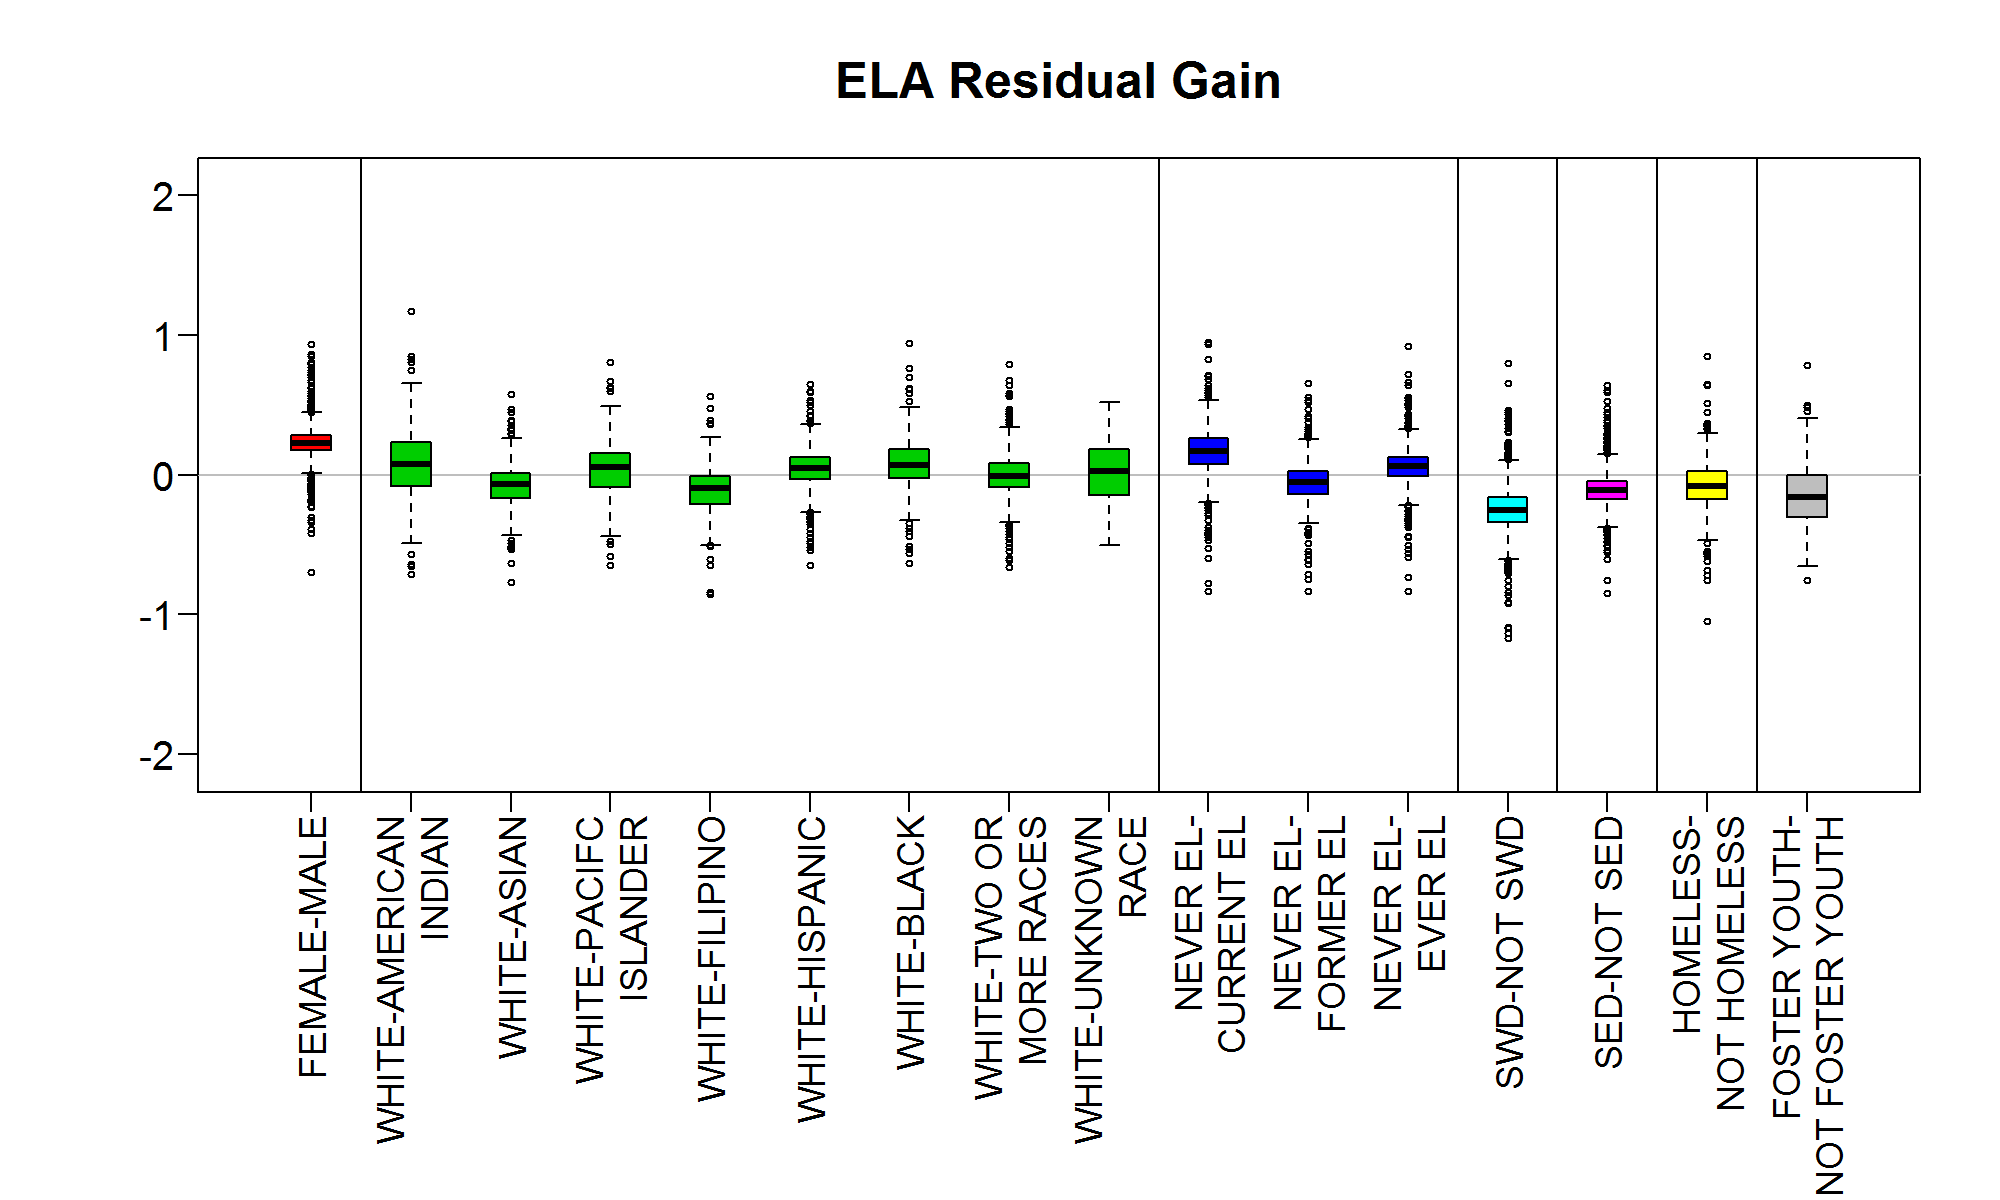 ELA Residual Gain
2
1
0
-1
-2
FEMALE-MALE
WHITE-AMERICAN
INDIAN
WHITE-ASIAN
WHITE-PACIFC
ISLANDER
WHITE-FILIPINO
WHITE-HISPANIC
WHITE-BLACK
WHITE-TWO OR
MORE RACES
WHITE-UNKNOWN
RACE
NEVER EL-
CURRENT EL
NEVER EL-
FORMER EL
NEVER EL-
EVER EL
SWD-NOT SWD
SED-NOT SED
HOMELESS-
NOT HOMELESS
FOSTER YOUTH-
NOT FOSTER YOUTH